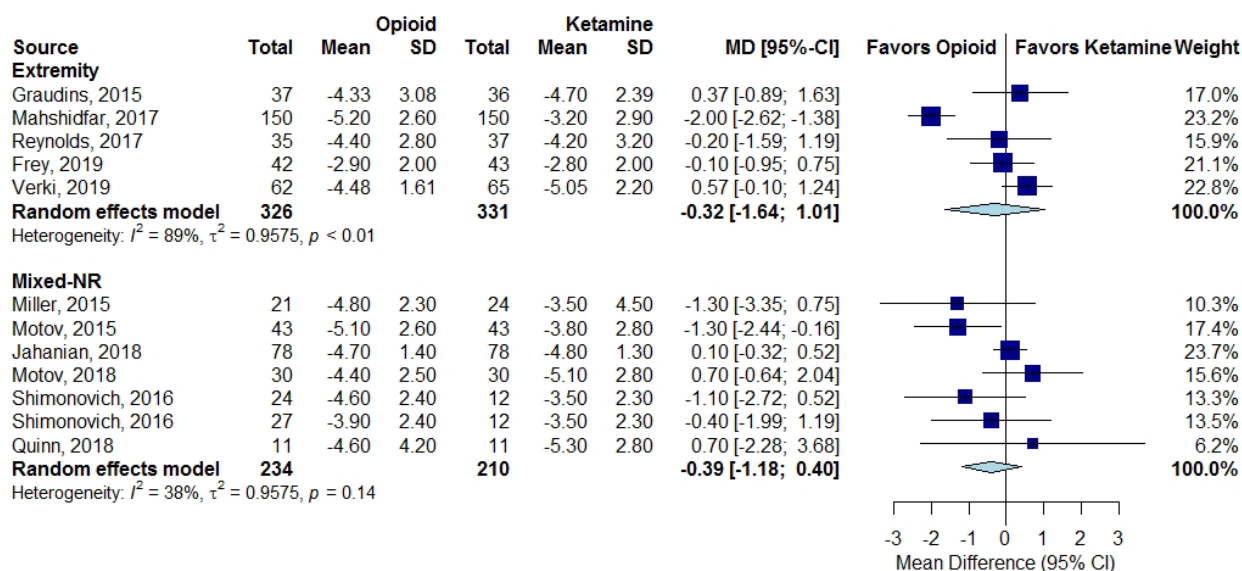 Opioid Ketamine
Source Total Mean SD Total Mean SD MD [95%-CI] Favors Opioid Favors Ketamine Weight
Extremity
Graudins, 2015 37 -4.33 3.08 36 -4.70 2.39 0.37 [-0.89; 1.63] 17.0%
Mahshidfar, 2017 150 -5.20 2.60 150 -3.20 2.90 -2.00 [-2.62; -1.38] 23.2%
Reynolds, 2017 35 -4.40 2.80 37 -4.20 3.20 -0.20 [-1.59; 1.19] 15.9%
Frey, 2019 42 -2.90 2.00 43 -2.80 2.00 -0.10 [-0.95; 0.75] 21.1%
Verki, 2019 62 -4.48 1.61 65 -5.05 2.20 0.57 [-0.10; 1.24] 22.8%
Random effects model 326 331 -0.32 [-1.64; 1.01] 100.0%
Heterogeneity: I² = 89%, τ² = 0.9575, p < 0.01
Mixed-NR
Miller, 2015 21 -4.80 2.30 24 -3.50 4.50 -1.30 [-3.35; 0.75] 10.3%
Motov, 2015 43 -5.10 2.60 43 -3.80 2.80 -1.30 [-2.44; -0.16] 17.4%
Jahanian, 2018 78 -4.70 1.40 78 -4.80 1.30 0.10 [-0.32; 0.52] 23.7%
Motov, 2018 30 -4.40 2.50 30 -5.10 2.80 0.70 [-0.64; 2.04] 15.6%
Shimonovich, 2016 24 -4.60 2.40 12 -3.50 2.30 -1.10 [-2.72; 0.52] 13.3%
Shimonovich, 2016 27 -3.90 2.40 12 -3.50 2.30 -0.40 [-1.99; 1.19] 13.5%
Quinn, 2018 11 -4.60 4.20 11 -5.30 2.80 0.70 [-2.28; 3.68] 6.2%
Random effects model 234 210 -0.39 [-1.18; 0.40] 100.0%
Heterogeneity: I² = 38%, τ² = 0.9575, p = 0.14
-3 -2 -1 0 1 2 3
Mean Difference (95% CI)